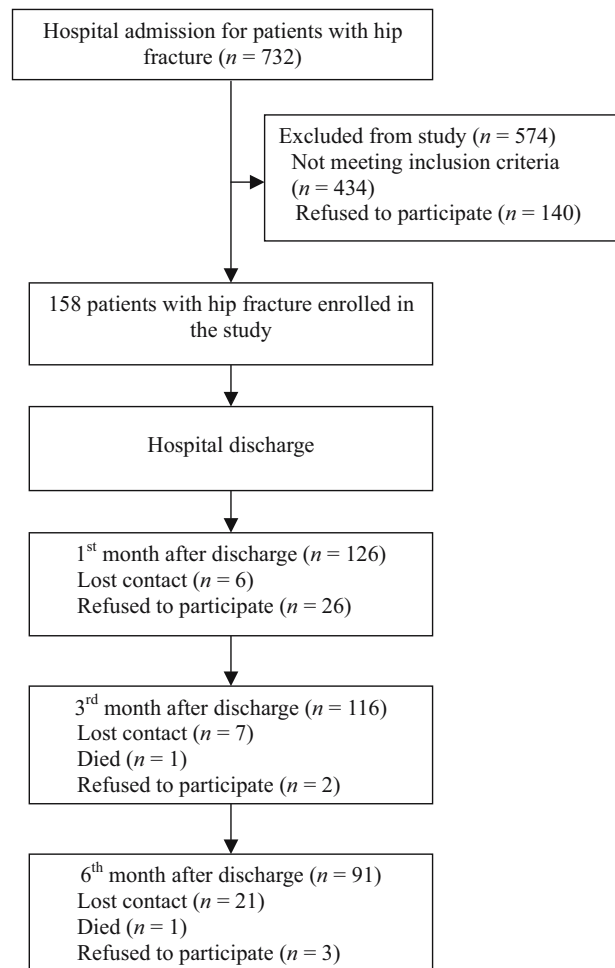 Hospital admission for patients with hip
fracture (n = 732)
Excluded from study (n = 574)
Not meeting inclusion criteria
(n = 434)
Refused to participate (n = 140)
158 patients with hip fracture enrolled in
the study
Hospital discharge
1st month after discharge (n = 126)
Lost contact (n = 6)
Refused to participate (n = 26)
3rd month after discharge (n = 116)
Lost contact (n = 7)
Died (n = 1)
Refused to participate (n = 2)
6th month after discharge (n = 91)
Lost contact (n = 21)
Died (n = 1)
Refused to participate (n = 3)